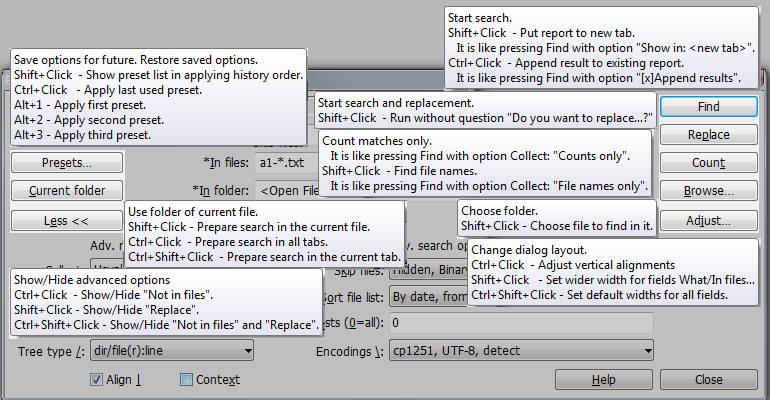 Start search.
Shift+Click - Put report to new tab.
It is like pressing Find with option "Show in: <new tab>".
Ctrl+Click - Append result to existing report.
It is like pressing Find with option "[x]Append results".
Save options for future. Restore saved options.
Shift+Click - Show preset list in applying history order.
Ctrl+Click - Apply last used preset.
Alt+1 - Apply first preset.
Alt+2 - Apply second preset.
Alt+3 - Apply third preset.
Start search and replacement.
Shift+Click - Run without question "Do you want to replace...?"
Find
Replace
Count matches only.
It is like pressing Find with option Collect: "Counts only".
Shift+Click - Find file names.
It is like pressing Find with option Collect: "File names only".
Presets...
*In files: a1-*.txt
Count
Current folder
*In folder: <Open File
Browse...
Less <<
Use folder of current file.
Shift+Click - Prepare search in the current file.
Ctrl+Click - Prepare search in all tabs.
Ctrl+Shift+Click - Prepare search in the current tab.
Choose folder.
Shift+Click - Choose file to find in it.
Adjust...
Change dialog layout.
Ctrl+Click - Adjust vertical alignments
Shift+Click - Set wider width for fields What/In files...
Ctrl+Shift+Click - Set default widths for all fields.
Adv.
search op
Skip files: Hidden, Binary
Show/Hide advanced options
Ctrl+Click - Show/Hide "Not in files".
Shift+Click - Show/Hide "Replace".
Ctrl+Shift+Click - Show/Hide "Not in files" and "Replace".
Sort file list: By date, from
(0=all): 0
Tree type /: dir/file(r):line
Encodings \: cp1251, UTF-8, detect
Align |
Context
Help
Close